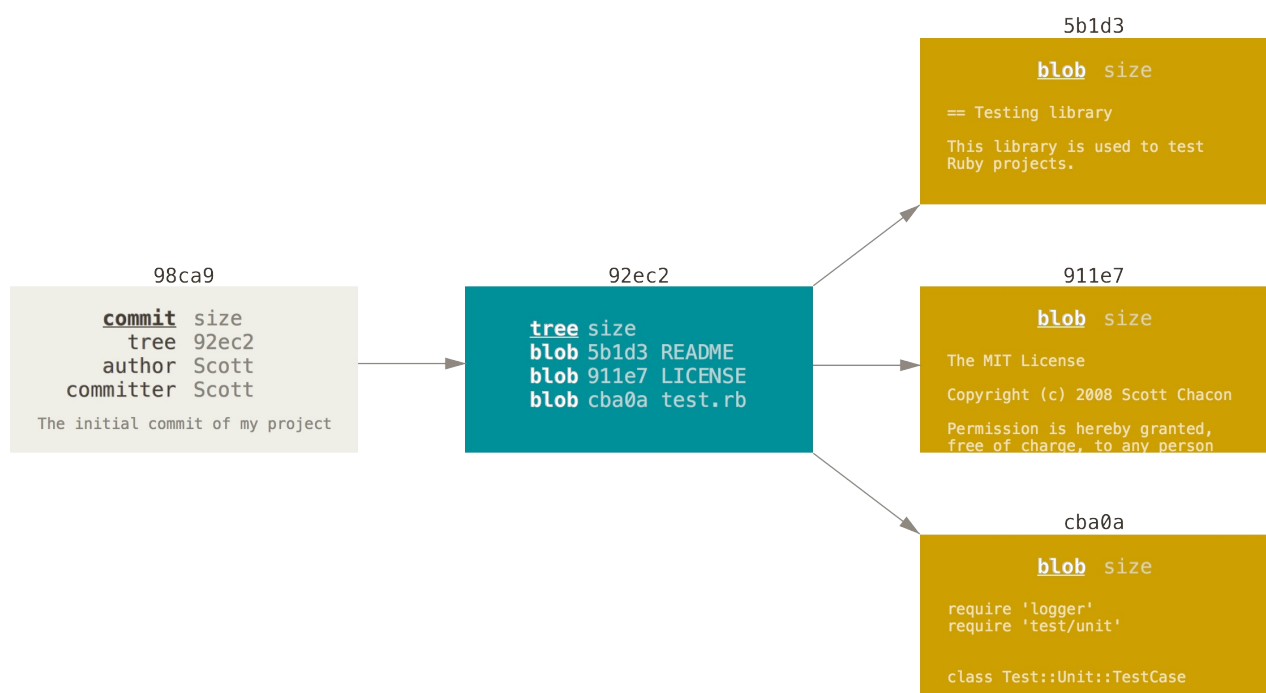 98ca9
commit size
tree 92ec2
author Scott
committer Scott
The initial commit of my project
92ec2
tree size
blob 5b1d3 README
blob 911e7 LICENSE
blob cba0a test.rb
5b1d3
blob size
== Testing library
This library is used to test
Ruby projects.
911e7
blob size
The MIT License
Copyright (c) 2008 Scott Chacon
Permission is hereby granted,
free of charge, to any person
cba0a
blob size
require 'logger'
require 'test/unit'
class Test::Unit::TestCase